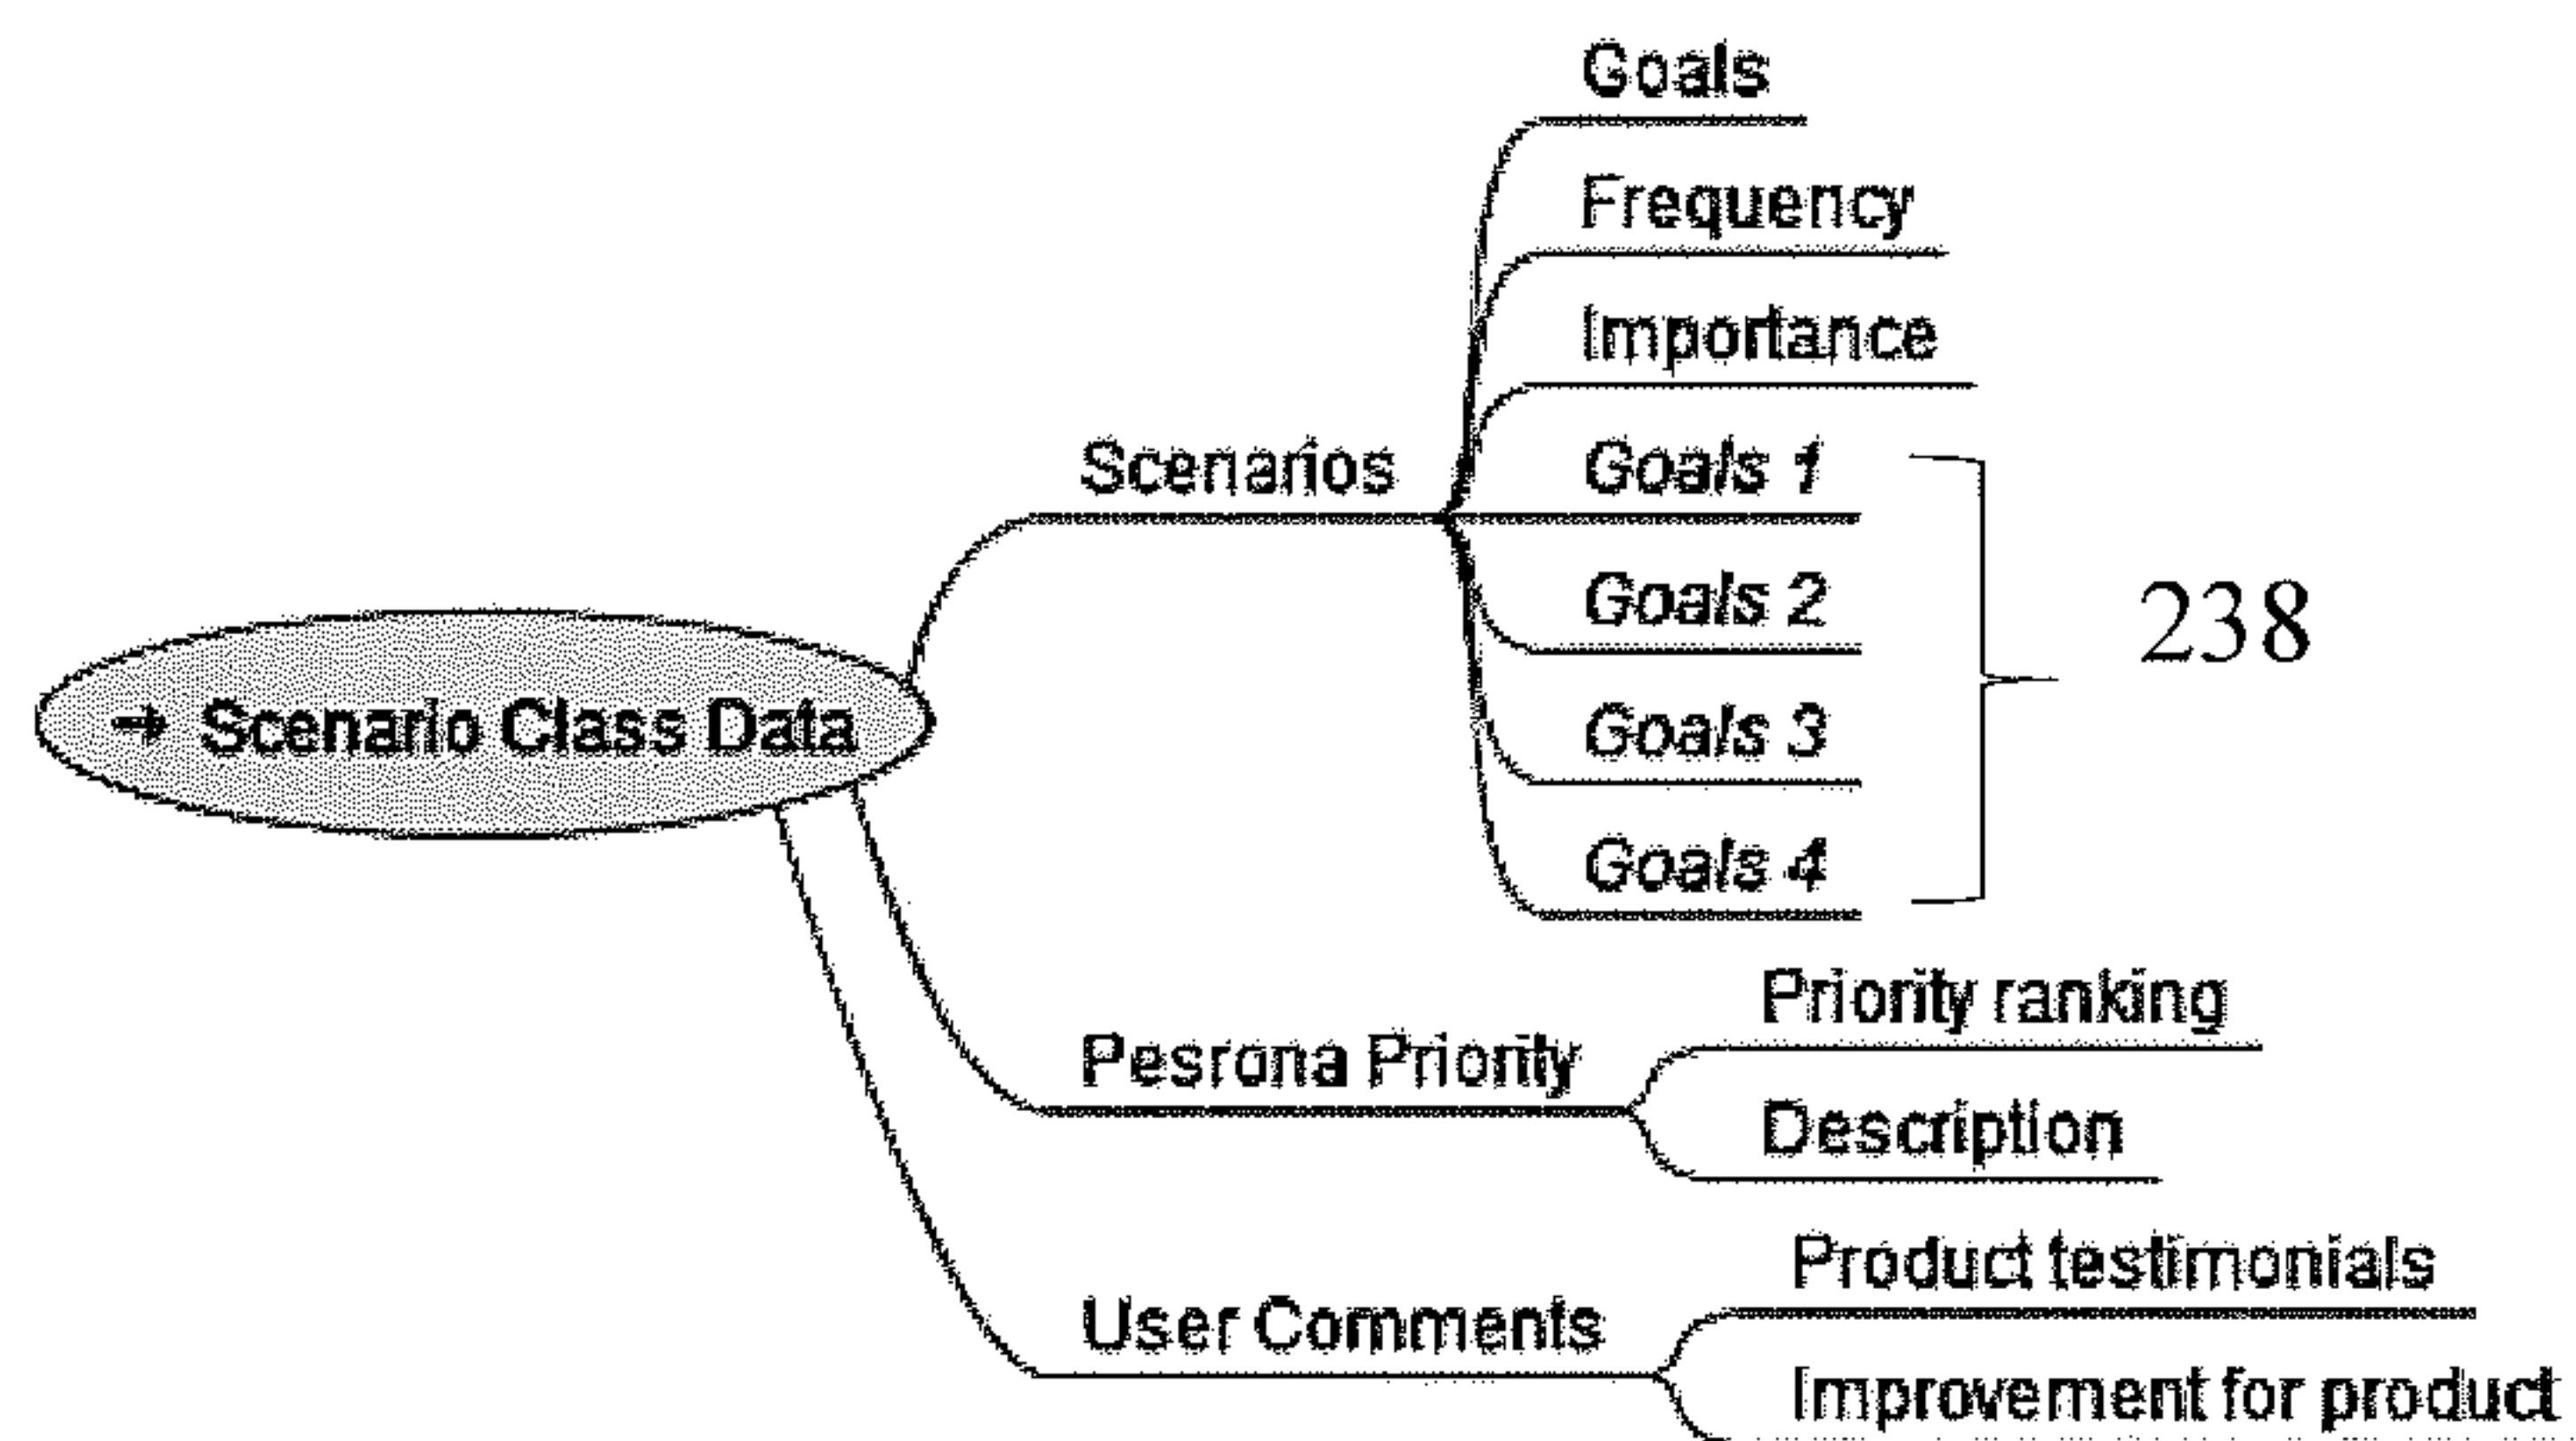 Goals
Frequency
Importance
Scenarios
Goals 1
Goals 2
238
Goals 3
→ Scenario Class Data
Goals 4
Priority ranking
Pesrona Priority
Description
Product testimonials
User Comments
Improvement for product